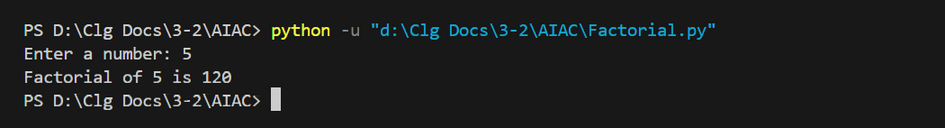 PS D:\Clg Docs\3-2\AIAC> python -u "d:\Clg Docs\3-2\AIAC\Factorial.py"
Enter a number: 5
Factorial of 5 is 120
PS D:\Clg Docs\3-2\AIAC>